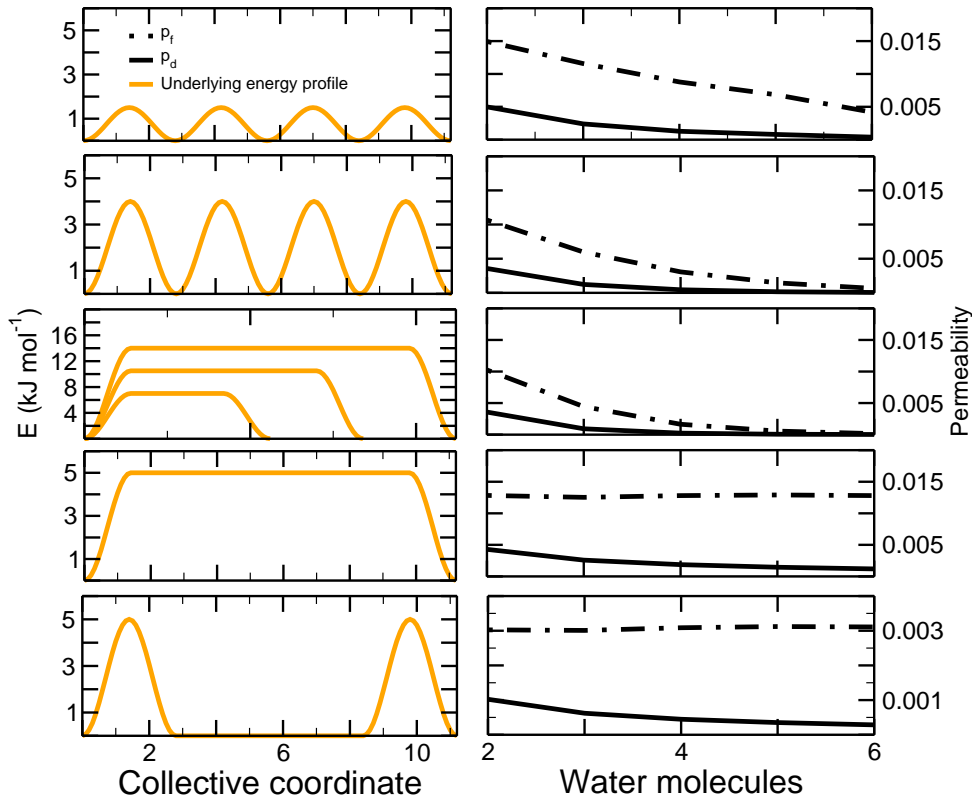 5
3
1
p_f
p_d
Underlying energy profile
0.015
0.005
5
3
1
0.015
0.005
16
12
8
4
0.015
0.005
5
3
1
0.015
0.005
5
3
1
0.003
0.001
2 6 10
2 4 6
E (kJ mol⁻¹)
Permeability
Collective coordinate
Water molecules